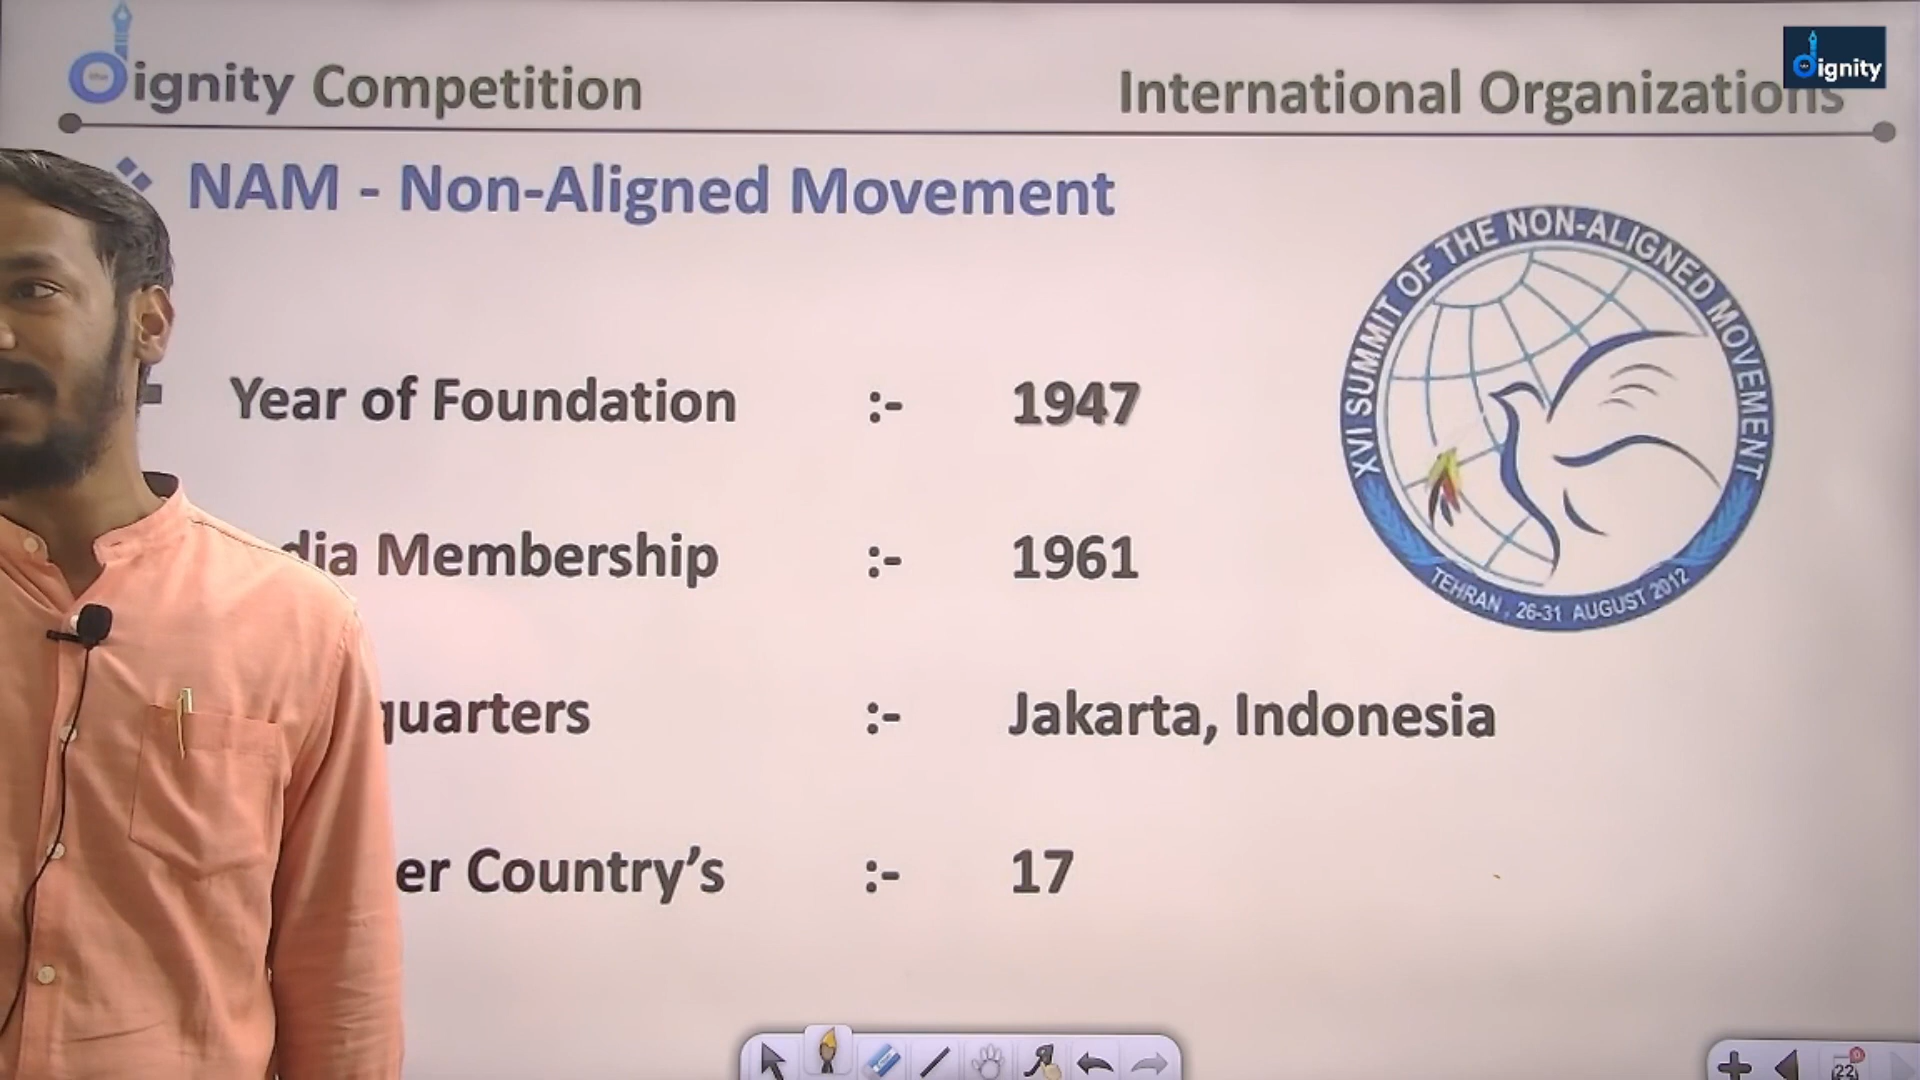 dignity Competition
International Organizations
dignity
NAM - Non-Aligned Movement
XVI SUMMIT OF THE NON-ALIGNED MOVEMENT
TEHRAN , 26-31 AUGUST 2012
Year of Foundation :- 1947
dia Membership :- 1961
quarters :- Jakarta, Indonesia
er Country's :- 17
22